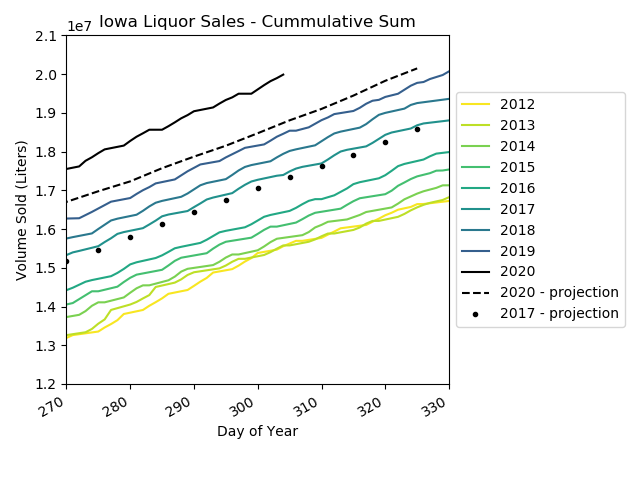 Iowa Liquor Sales - Cummulative Sum
1e7
2.1
2.0
1.9
1.8
1.7
1.6
1.5
1.4
1.3
1.2
Volume Sold (Liters)
270 280 290 300 310 320 330
Day of Year
2012
2013
2014
2015
2016
2017
2018
2019
2020
2020 - projection
2017 - projection